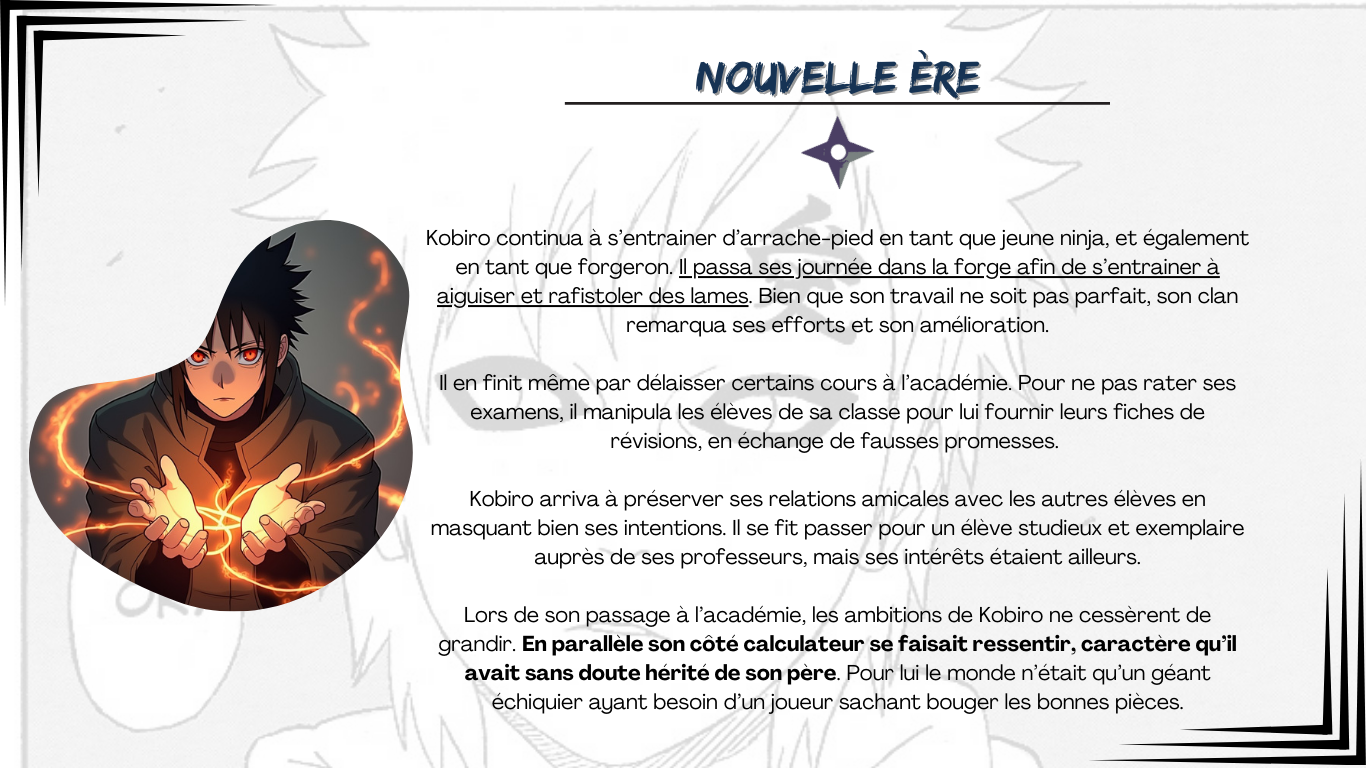 NOUVELLE ÈRE
Kobiro continua à s'entrainer d'arrache-pied en tant que jeune ninja, et également
en tant que forgeron. Il passa ses journée dans la forge afin de s'entrainer à
aiguiser et rafistoler des lames. Bien que son travail ne soit pas parfait, son clan
remarqua ses efforts et son amélioration.
Il en finit même par délaisser certains cours à l'académie. Pour ne pas rater ses
examens, il manipula les élèves de sa classe pour lui fournir leurs fiches de
révisions, en échange de fausses promesses.
Kobiro arriva à préserver ses relations amicales avec les autres élèves en
masquant bien ses intentions. Il se fit passer pour un élève studieux et exemplaire
auprès de ses professeurs, mais ses intérêts étaient ailleurs.
Lors de son passage à l'académie, les ambitions de Kobiro ne cessèrent de
grandir. En parallèle son côté calculateur se faisait ressentir, caractère qu'il
avait sans doute hérité de son père. Pour lui le monde n'était qu'un géant
échiquier ayant besoin d'un joueur sachant bouger les bonnes pièces.